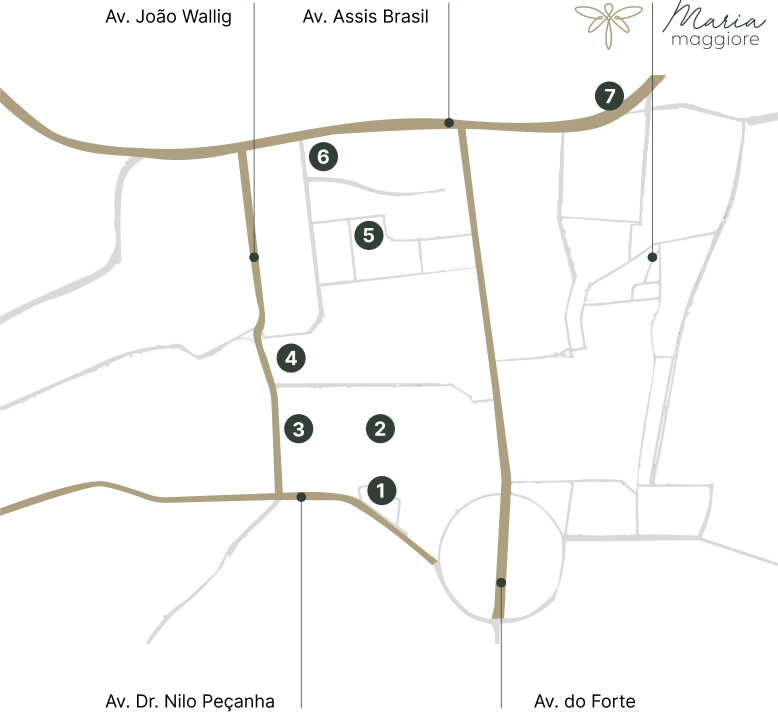 Av. João Wallig
Av. Assis Brasil
Maria
maggiore
7
6
5
4
3
2
1
Av. Dr. Nilo Peçanha
Av. do Forte